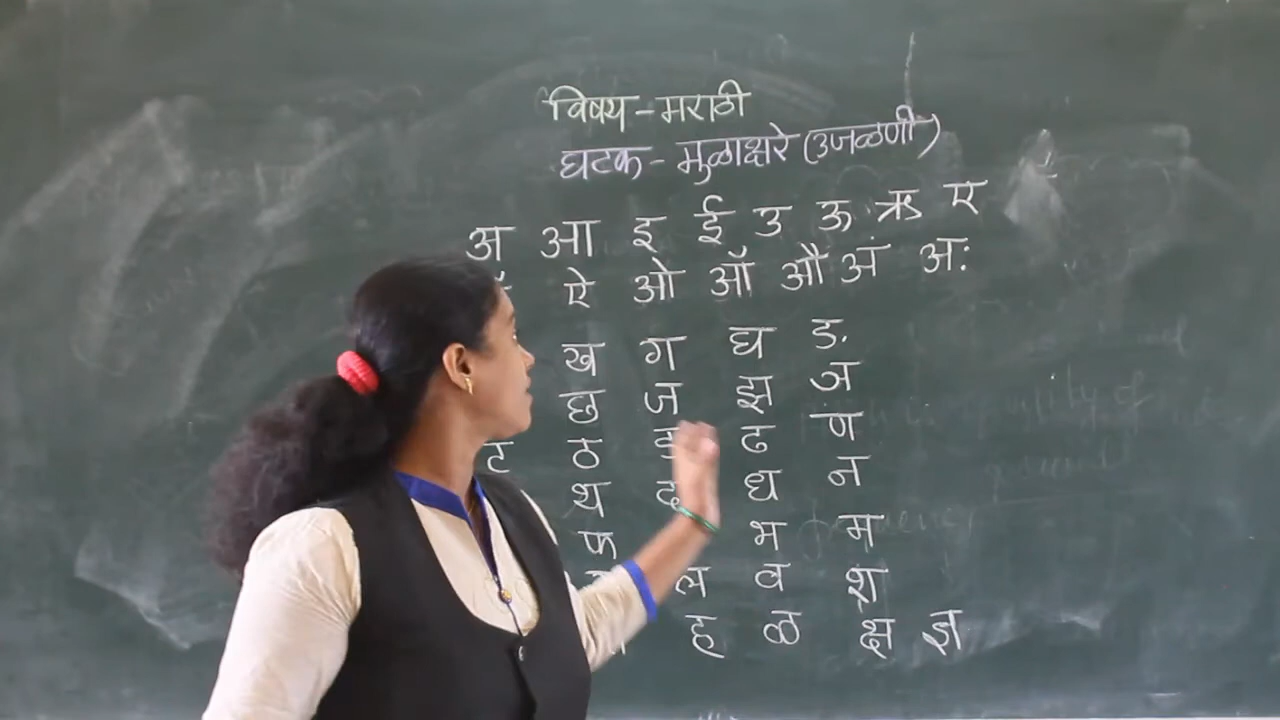 विषय - मराठी
घटक - मुळाक्षरे (उजळणी)
अ आ इ ई उ ऊ ऋ ए
ऐ ओ ऑ औ अं अः
ख ग घ ङ
छ ज झ ञ
ट ठ ड ढ ण
थ द ध न
फ भ म
ल व श
ह ळ क्ष ज्ञ